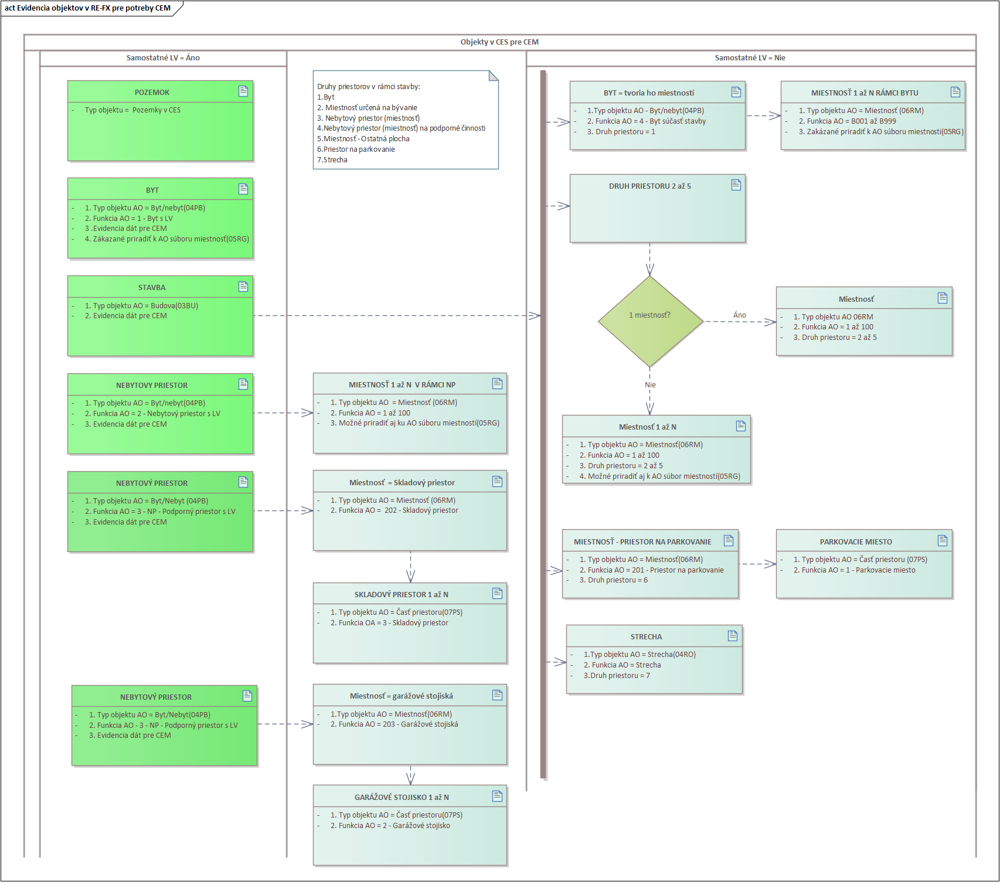 act Evidencia objektov v RE-FX pre potreby CEM
Objekty v CES pre CEM
Samostatné LV = Áno
Samostatné LV = Nie
POZEMOK
- Typ objektu =  Pozemky v CES
BYT
- 1. Typ objektu AO = Byt/nebyt(04PB)
- 2. Funkcia AO = 1 - Byt s LV
- 3 .Evidencia dát pre CEM
- 4. Zákazané priradiť k AO súboru miestnosť(05RG)
STAVBA
- 1. Typ objektu AO = Budova(03BU)
- 2. Evidencia dát pre CEM
NEBYTOVY PRIESTOR
- 1. Typ objektu AO = Byt/nebyt(04PB)
- 2. Funkcia AO = 2 - Nebytový priestor s LV
- 3. Evidencia dát pre CEM
NEBYTOVÝ PRIESTOR
- 1. Typ objektu AO = Byt/Nebyt (04PB)
- 2. Funkcia AO = 3 - NP - Podporný priestor s LV
- 3. Evidencia dát pre CEM
NEBYTOVÝ PRIESTOR
- 1. Typ objektu AO = Byt/Nebyt(04PB)
- 2. Funkcia AO - 3 - NP - Podporný priestor s LV
- 3. Evidencia dát pre CEM
Druhy priestorov v rámci stavby:
1.Byt
2. Miestnosť určená na bývanie
3. Nebytový priestor (miestnosť)
4.Nebytový priestor (miestnosť) na podporné činnosti
5.Miestnosť - Ostatná plocha
6.Priestor na parkovanie
7.Strecha
MIESTNOSŤ 1 až N  V RÁMCI NP
- 1. Typ objektu AO  = Miestnosť (06RM)
- 2. Funkcia AO = 1 až 100
- 3. Možné priradiť aj ku AO súboru miestností(05RG)
Miestnosť  = Skladový priestor
- 1. Typ objektu AO = Miestnosť (06RM)
- 2. Funkcia AO =  202 - Skladový priestor
SKLADOVÝ PRIESTOR 1 až N
- 1. Typ objektu AO = Časť priestoru(07PS)
- 2. Funkcia OA = 3 - Skladový priestor
Miestnosť = garážové stojiská
- 1.Typ objektu AO = Miestnosť(06RM)
- 2. Funkcia AO = 203 - Garážové stojiská
GARÁŽOVÉ STOJISKO 1 až N
- 1. Typ objektu AO = Časť priestoru(07PS)
- 2. Funkcia AO = 2 - Garážové stojisko
BYT = tvoria ho miestností
- 1.Typ objektu AO - Byt/nebyt(04PB)
- 2. Funkcia AO = 4 - Byt súčasť stavby
- 3. Druh priestoru = 1
MIESTNOSŤ 1 až N RÁMCI BYTU
- 1. Typ objektu AO = Miestnosť (06RM)
- 2. Funkcia AO = B001 až B999
- 3. Zakázané priradiť k AO súboru miestnosti(05RG)
DRUH PRIESTORU 2 až 5
1 miestnosť?
Áno
Nie
Miestnosť
- 1. Typ objektu AO 06RM
- 2. Funkcia AO = 1 až 100
- 3. Druh priestoru = 2 až 5
Miestnosť 1 až N
- 1. Typ objektu AO = Miestnosť(06RM)
- 2. Funkcia AO = 1 až 100
- 3. Druh priestoru = 2 až 5
- 4. Možné priradiť aj k AO súbor miestností(05RG)
MIESTNOSŤ - PRIESTOR NA PARKOVANIE
- 1. Typ objektu AO = Miestnosť(06RM)
- 2. Funkcia AO = 201 - Priestor na parkovanie
- 3. Druh priestoru = 6
PARKOVACIE MIESTO
- 1. Typ objektu AO = Časť priestoru (07PS)
- 2. Funkcia AO = 1 - Parkovacie miesto
STRECHA
- 1.Typ objektu AO = Strecha(04RO)
- 2. Funkcia AO = Strecha
- 3.Druh priestoru = 7